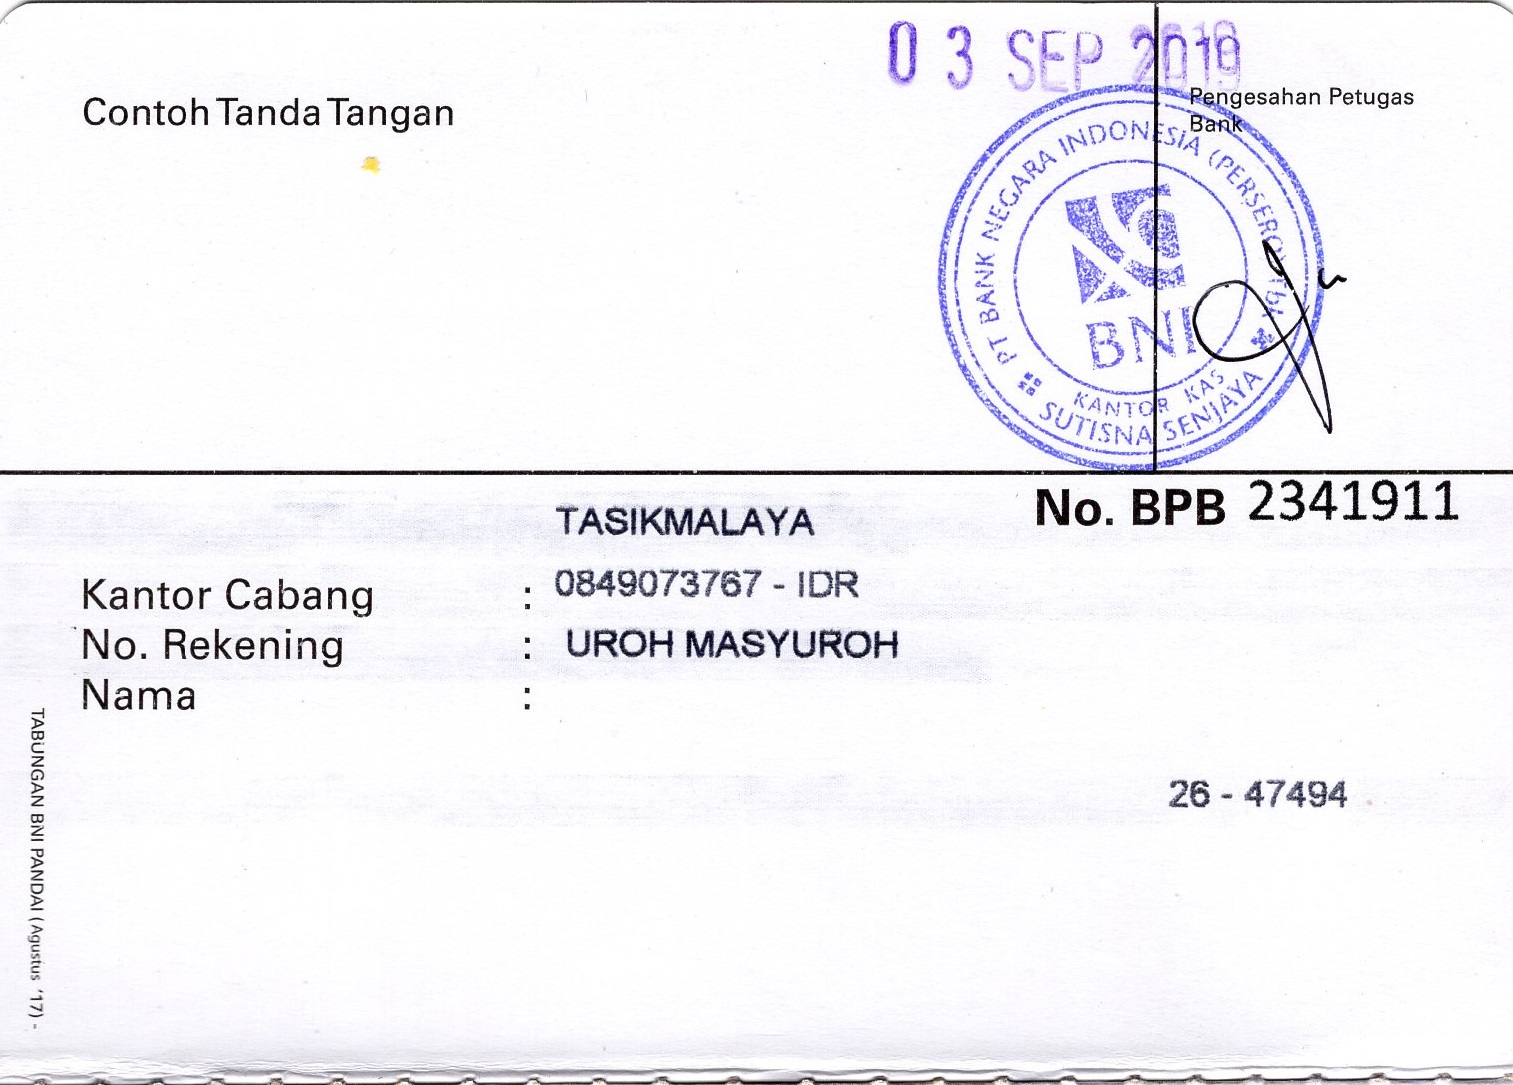 03 SEP 2019
Contoh Tanda Tangan
Pengesahan Petugas
Bank
PT BANK NEGARA INDONESIA (PERSERO) Tbk
BNI
KANTOR KAS
SUTISNA SENJAYA
No. BPB 2341911
TASIKMALAYA
Kantor Cabang : 0849073767 - IDR
No. Rekening : UROH MASYUROH
Nama :
26 - 47494
TABUNGAN BNI PANDAI ( Agustus '17) -